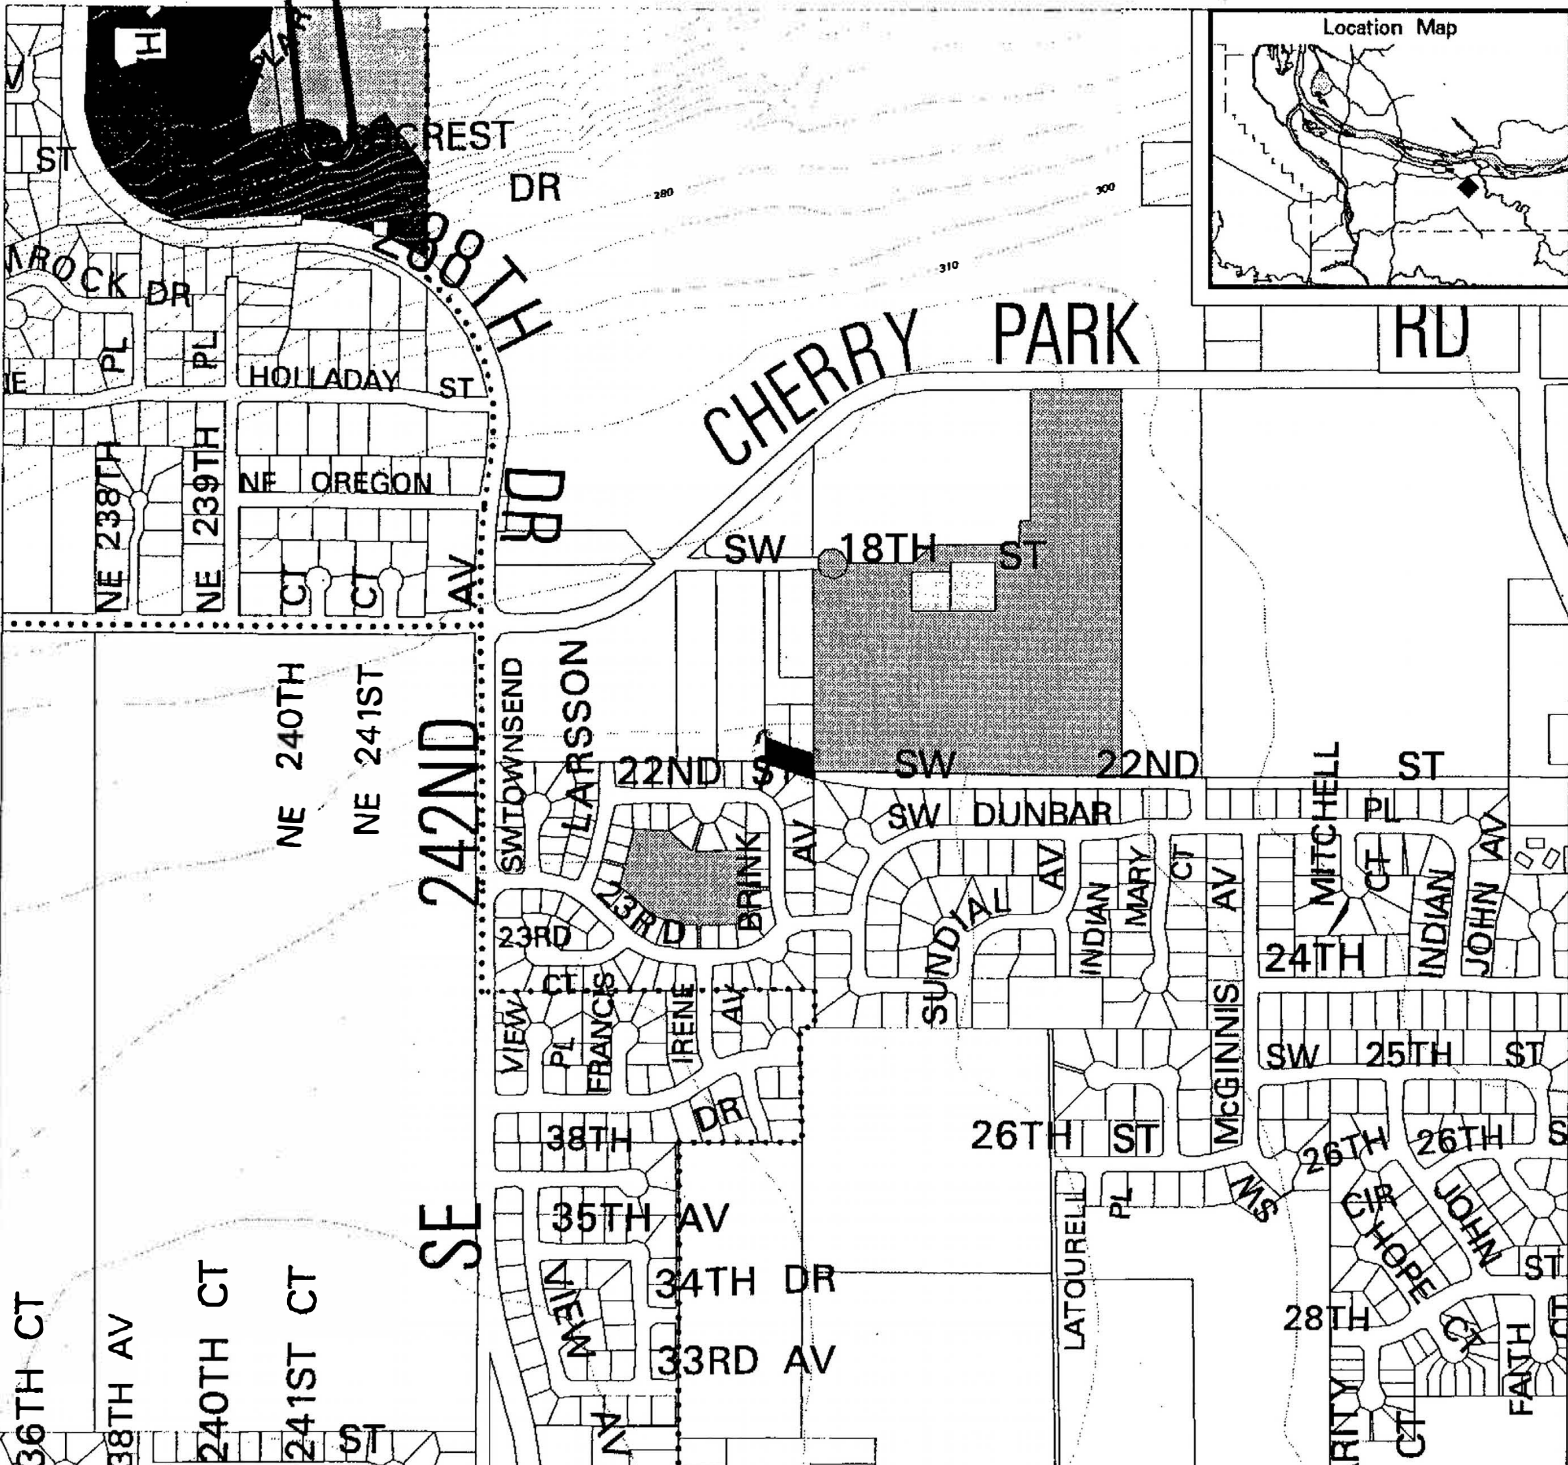 Location Map
H
ST
CREST
DR
280
300
310
238TH
DR
CHERRY PARK RD
DR
PL
PL
HOLLADAY ST
NE 238TH
NE 239TH
NE OREGON
CT
CT
AV
SW 18TH ST
NE 240TH
NE 241ST
242ND
SE
SW TOWNSEND
LARSSON
22ND ST
SW 22ND ST
SW DUNBAR
MITCHELL
PL
BRINK
AV
23RD
23RD
CT
SUNDIAL
AV
INDIAN
MARY
CT
AV
McGINNIS
CT
INDIAN
JOHN
AV
24TH
VIEW
PL
FRANCIS
IRENE
AV
SW 25TH ST
DR
38TH
26TH ST
26TH
26TH
SW
PL
LATOURELL
CIR
HOPE
JOHN
ST
35TH AV
34TH DR
33RD AV
VIEW
AV
28TH
CT
FAITH
CT
CT
36TH CT
38TH AV
240TH CT
241ST CT
ST